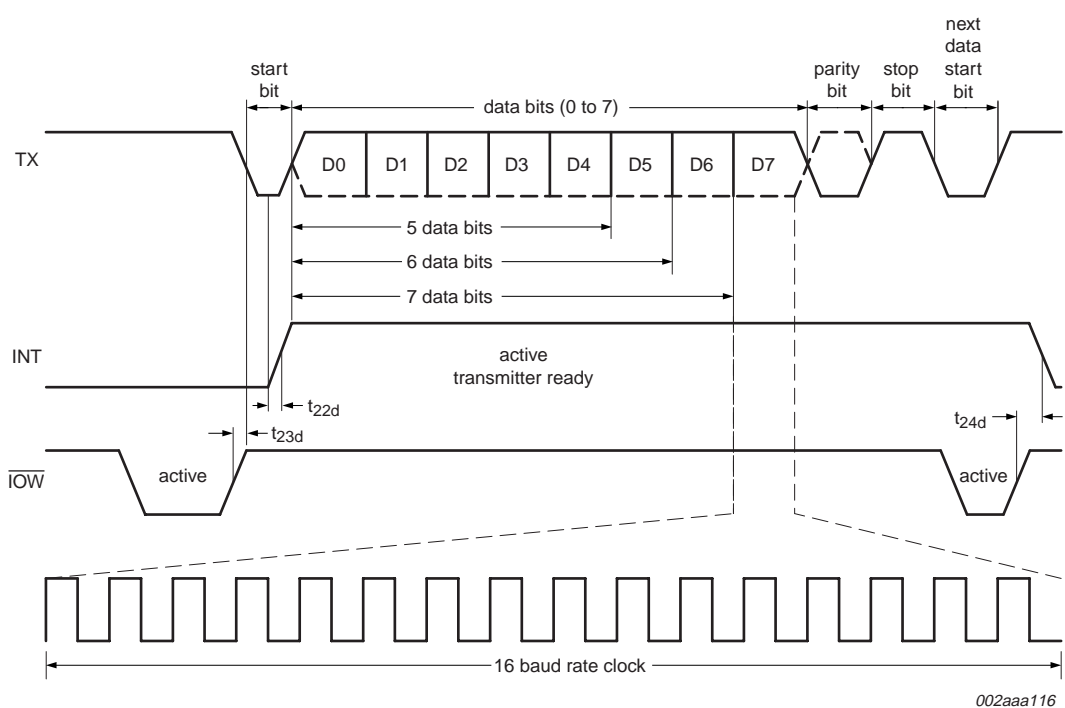 next
data
start
bit
start
bit
parity
bit
stop
bit
data bits (0 to 7)
TX
D0 D1 D2 D3 D4 D5 D6 D7
5 data bits
6 data bits
7 data bits
INT
active
transmitter ready
t22d
t23d
t24d
IOW
active
active
16 baud rate clock
002aaa116